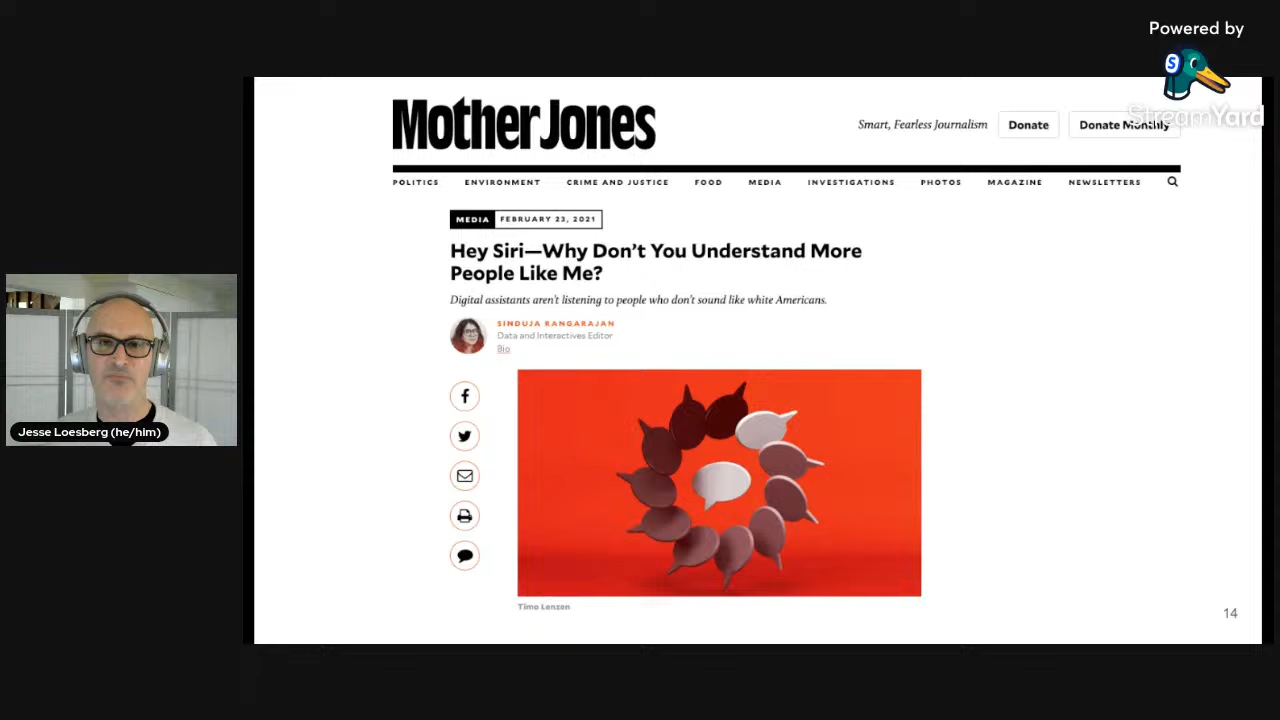 Powered by
S
StreamYard
MotherJones
Smart, Fearless Journalism
Donate
Donate Monthly
POLITICS ENVIRONMENT CRIME AND JUSTICE FOOD MEDIA INVESTIGATIONS PHOTOS MAGAZINE NEWSLETTERS
MEDIA FEBRUARY 23, 2021
Hey Siri—Why Don't You Understand More
People Like Me?
Digital assistants aren't listening to people who don't sound like white Americans.
SINDUJA RANGARAJAN
Data and Interactives Editor
Bio
Timo Lenzen
14
Jesse Loesberg (he/him)